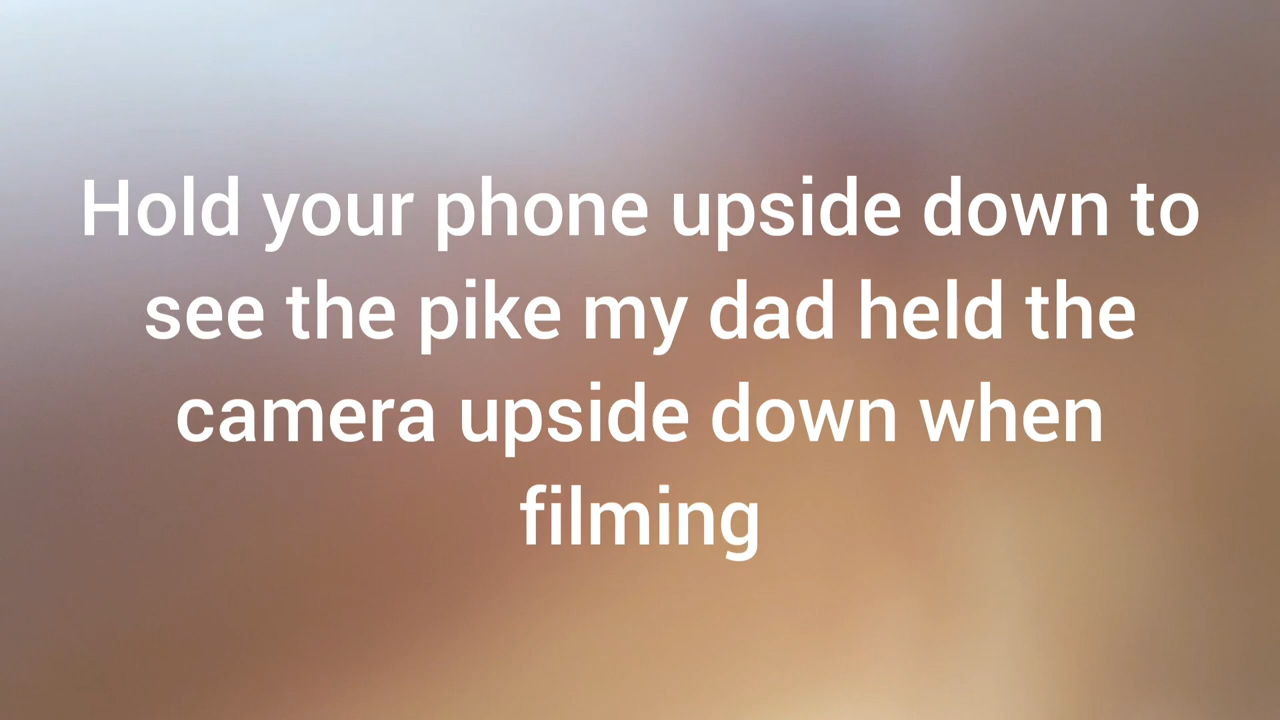 Hold your phone upside down to
see the pike my dad held the
camera upside down when
filming